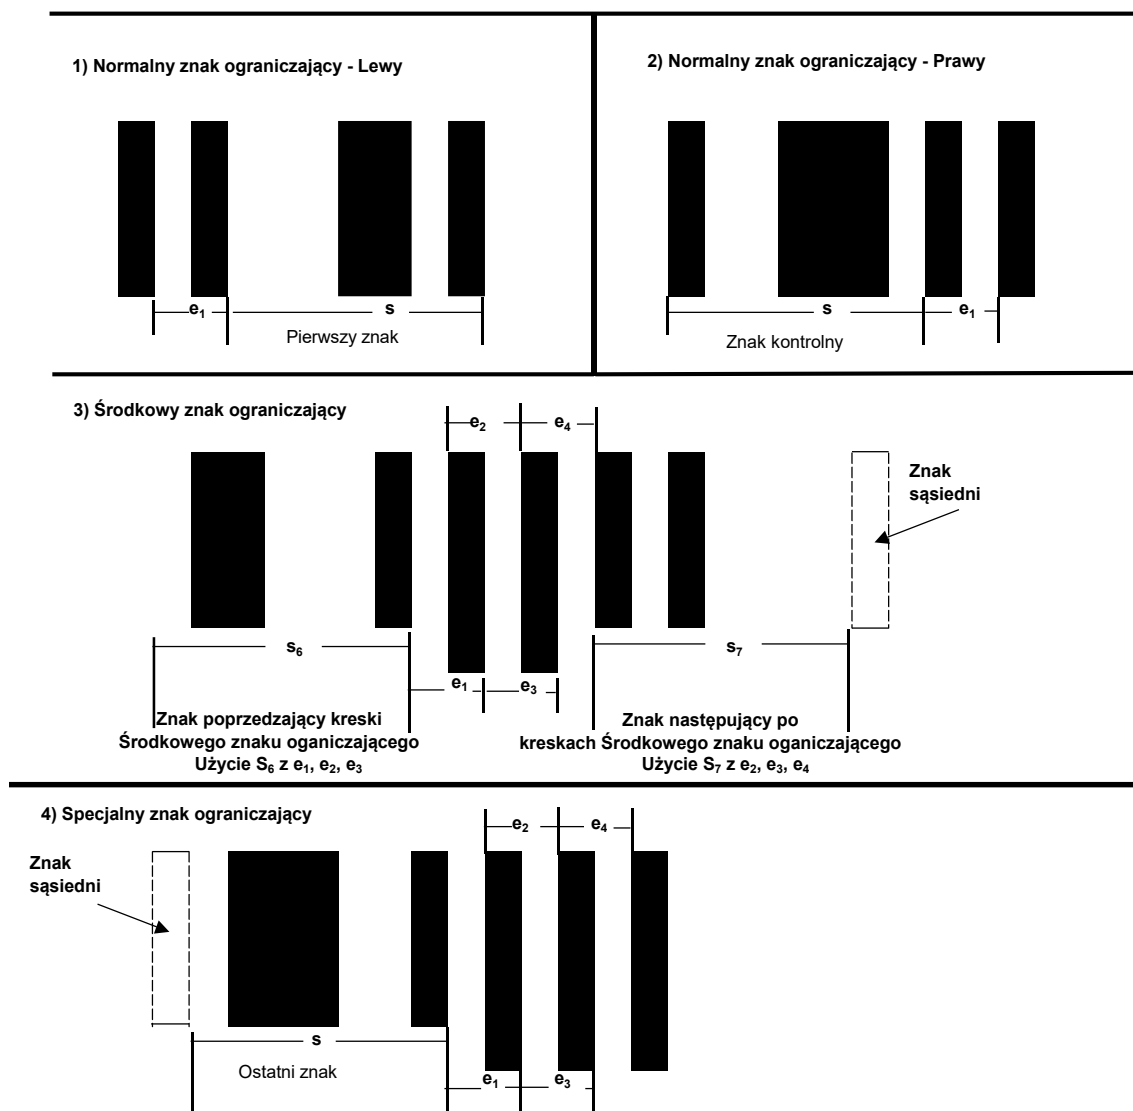 1) Normalny znak ograniczający - Lewy
2) Normalny znak ograniczający - Prawy
e1
s
Pierwszy znak
s
e1
Znak kontrolny
3) Środkowy znak ograniczający
e2
e4
Znak
sąsiedni
s6
s7
e1
e3
Znak poprzedzający kreski
Środkowego znaku oganiczającego
Użycie S6 z e1, e2, e3
Znak następujący po
kreskach Środkowego znaku oganiczającego
Użycie S7 z e2, e3, e4
4) Specjalny znak ograniczający
e2
e4
Znak
sąsiedni
s
Ostatni znak
e1
e3